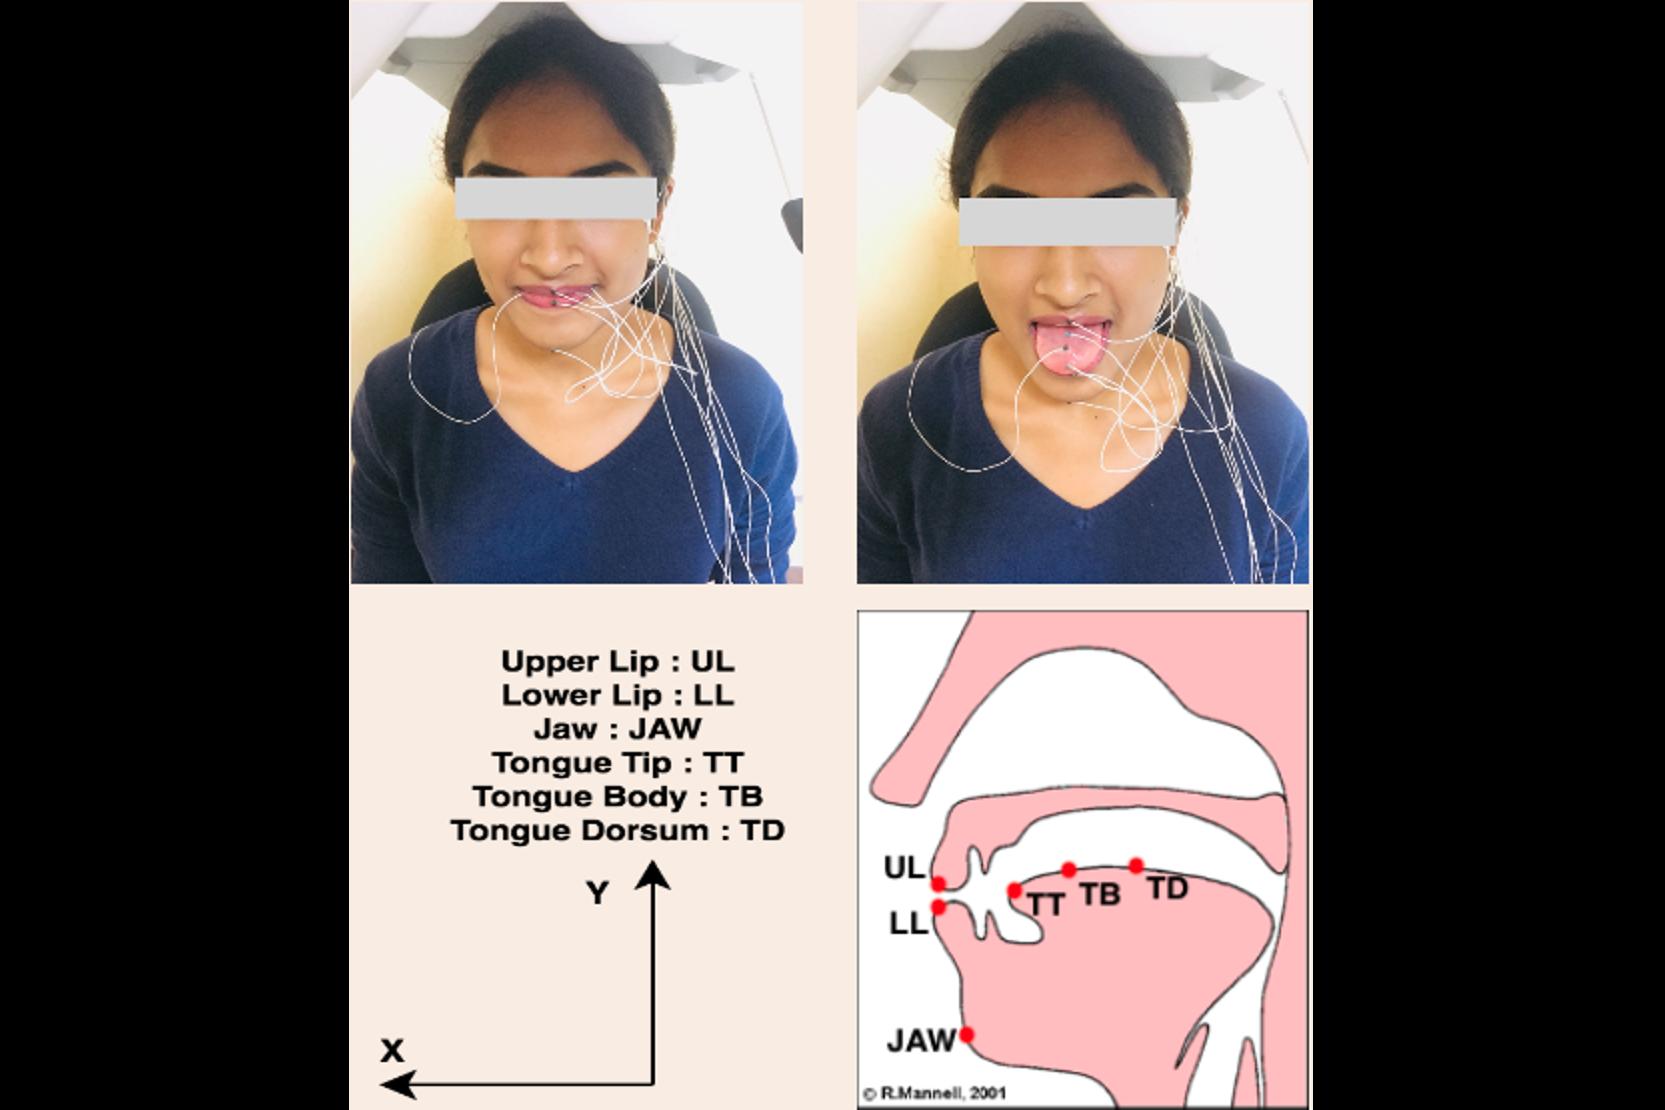 Upper Lip : UL
Lower Lip : LL
Jaw : JAW
Tongue Tip : TT
Tongue Body : TB
Tongue Dorsum : TD
Y
X
UL
LL
TT
TB
TD
JAW
© R.Mannell, 2001